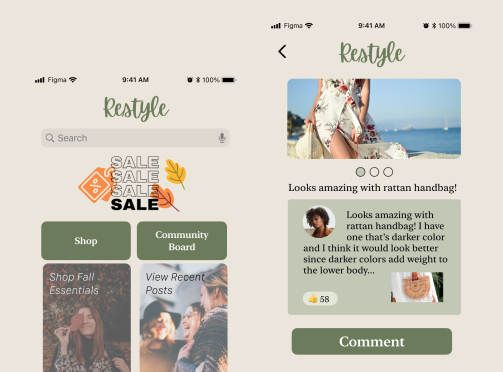 Figma
9:41 AM
100%
Restyle
Search
SALE
SALE
SALE
SALE
%
Shop
Community
Board
Shop Fall
Essentials
View Recent
Posts
Figma
9:41 AM
100%
Restyle
Looks amazing with rattan handbag!
Looks amazing with
rattan handbag! I have
one that's darker color
and I think it would look better
since darker colors add weight to
the lower body...
👍 58
Comment